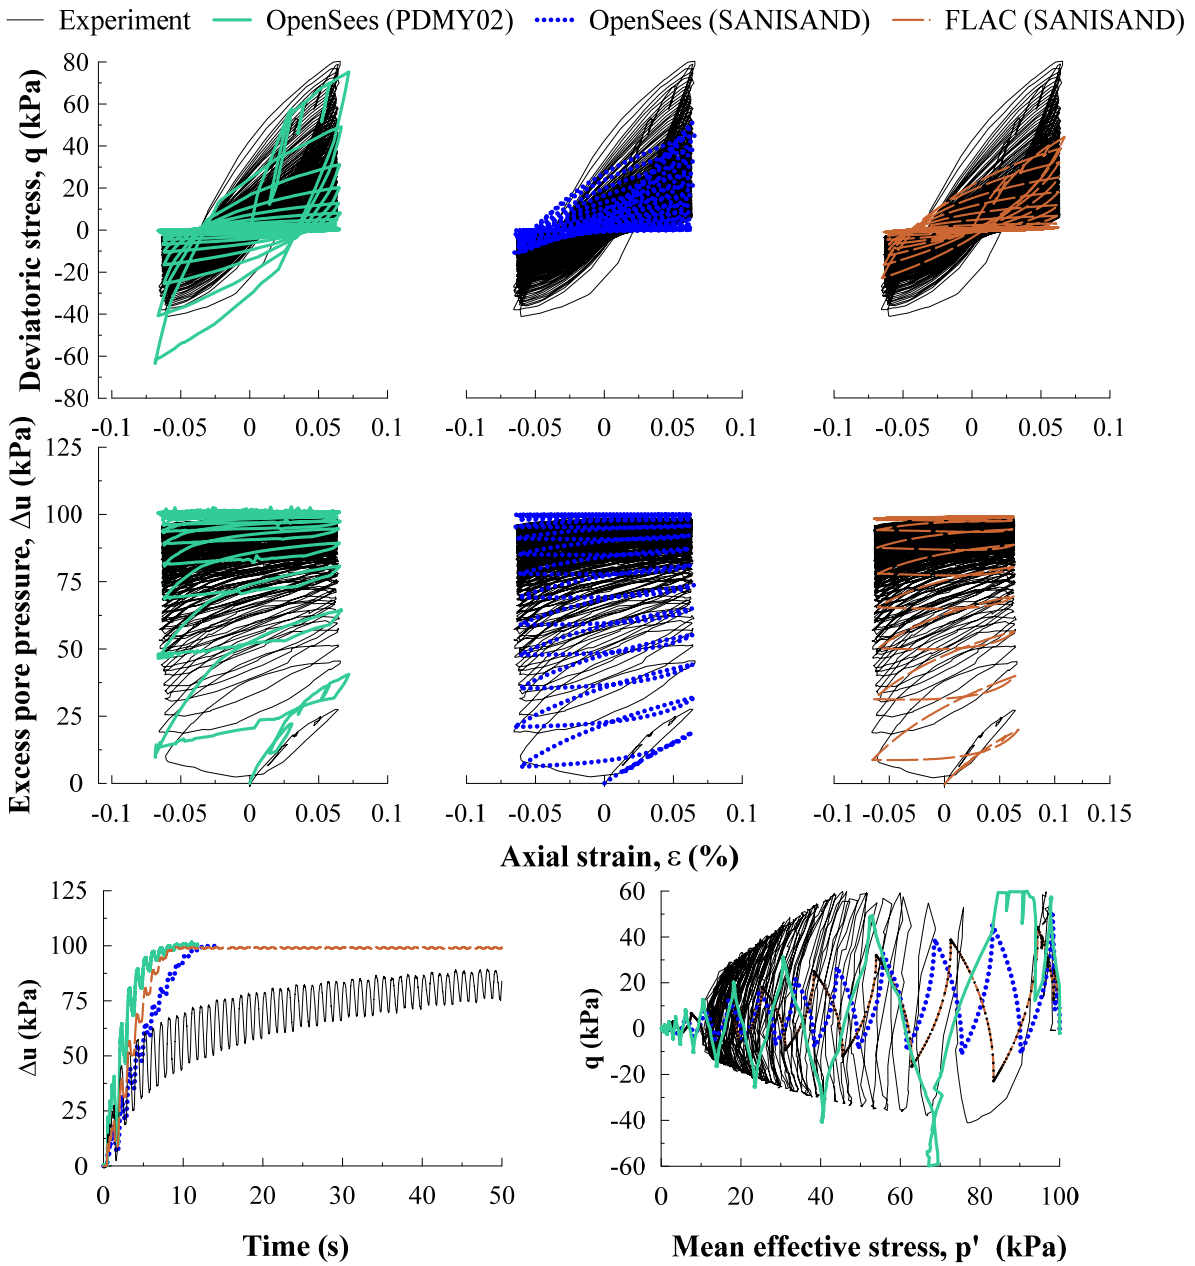 Experiment OpenSees (PDMY02) OpenSees (SANISAND) FLAC (SANISAND)
Deviatoric stress, q (kPa)
80
60
40
20
0
-20
-40
-60
-80
-0.1 -0.05 0 0.05 0.1
-0.1 -0.05 0 0.05 0.1
-0.1 -0.05 0 0.05 0.1
Excess pore pressure, Δu (kPa)
125
100
75
50
25
0
-0.1 -0.05 0 0.05 0.1
-0.1 -0.05 0 0.05 0.1
-0.1 -0.05 0 0.05 0.1 0.15
Axial strain, ε (%)
Δu (kPa)
125
100
75
50
25
0
0 10 20 30 40 50
Time (s)
q (kPa)
60
40
20
0
-20
-40
-60
0 20 40 60 80 100
Mean effective stress, p' (kPa)